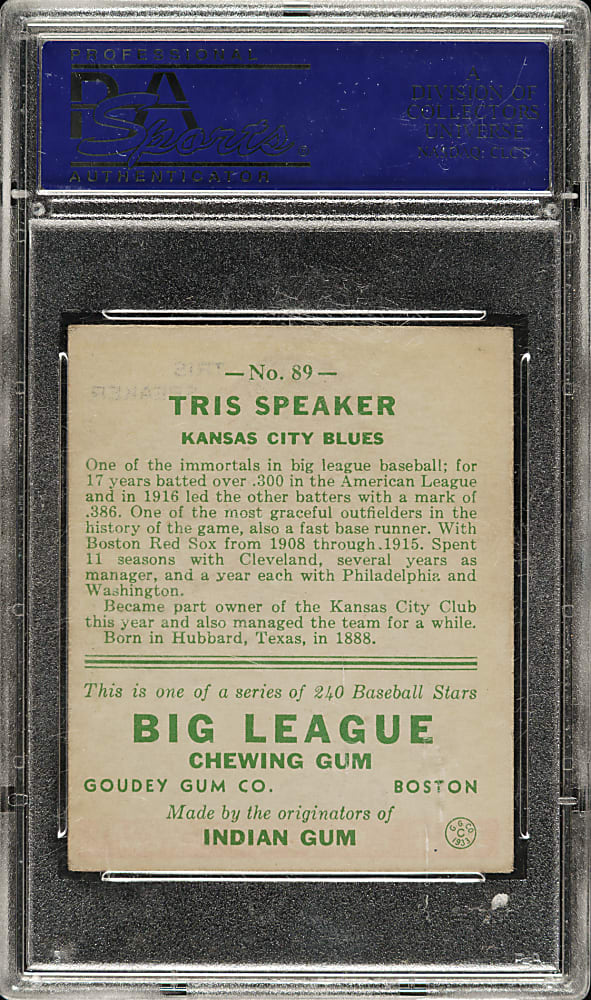 PROFESSIONAL
PSA
Sports
AUTHENTICATOR
A
DIVISION OF
COLLECTORS
UNIVERSE
NASDAQ: CLCT
TRIS
SPEAKER
—No. 89—
TRIS SPEAKER
KANSAS CITY BLUES
One of the immortals in big league baseball; for
17 years batted over .300 in the American League
and in 1916 led the other batters with a mark of
.386. One of the most graceful outfielders in the
history of the game, also a fast base runner. With
Boston Red Sox from 1908 through.1915. Spent
11 seasons with Cleveland, several years as
manager, and a year each with Philadelphia and
Washington.
Became part owner of the Kansas City Club
this year and also managed the team for a while.
Born in Hubbard, Texas, in 1888.
This is one of a series of 240 Baseball Stars
BIG LEAGUE
CHEWING GUM
GOUDEY GUM CO. BOSTON
Made by the originators of
INDIAN GUM
G. G. CO.
C
1933